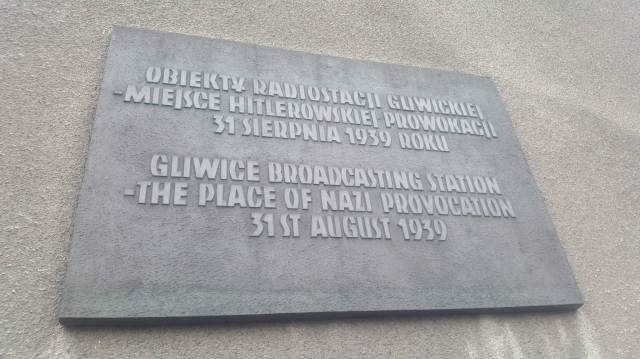 OBIEKTY RADIOSTACJI GLIWICKIEJ
-MIEJSCE HITLEROWSKIEJ PROWOKACJI
31 SIERPNIA 1939 ROKU
GLIWICE BROADCASTING STATION
-THE PLACE OF NAZI PROVOCATION
31 ST AUGUST 1939